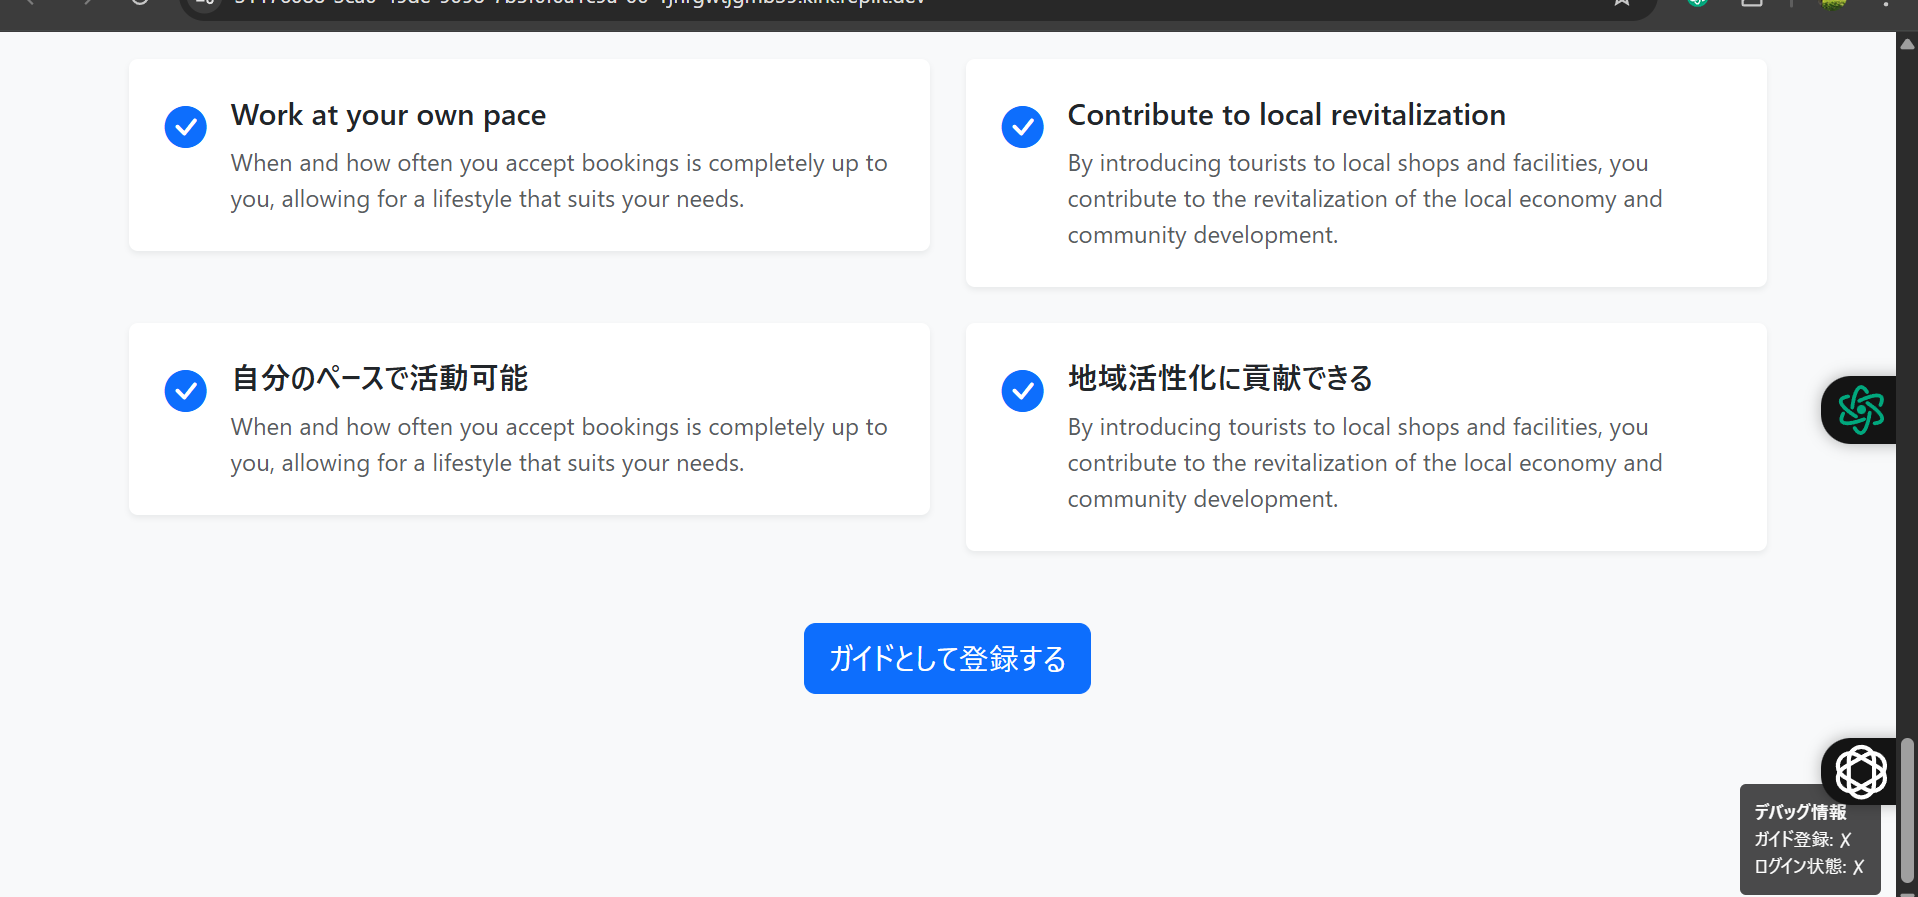 Work at your own pace
When and how often you accept bookings is completely up to
you, allowing for a lifestyle that suits your needs.
Contribute to local revitalization
By introducing tourists to local shops and facilities, you
contribute to the revitalization of the local economy and
community development.
自分のペースで活動可能
When and how often you accept bookings is completely up to
you, allowing for a lifestyle that suits your needs.
地域活性化に貢献できる
By introducing tourists to local shops and facilities, you
contribute to the revitalization of the local economy and
community development.
ガイドとして登録する
デバッグ情報
ガイド登録: ✗
ログイン状態: ✗